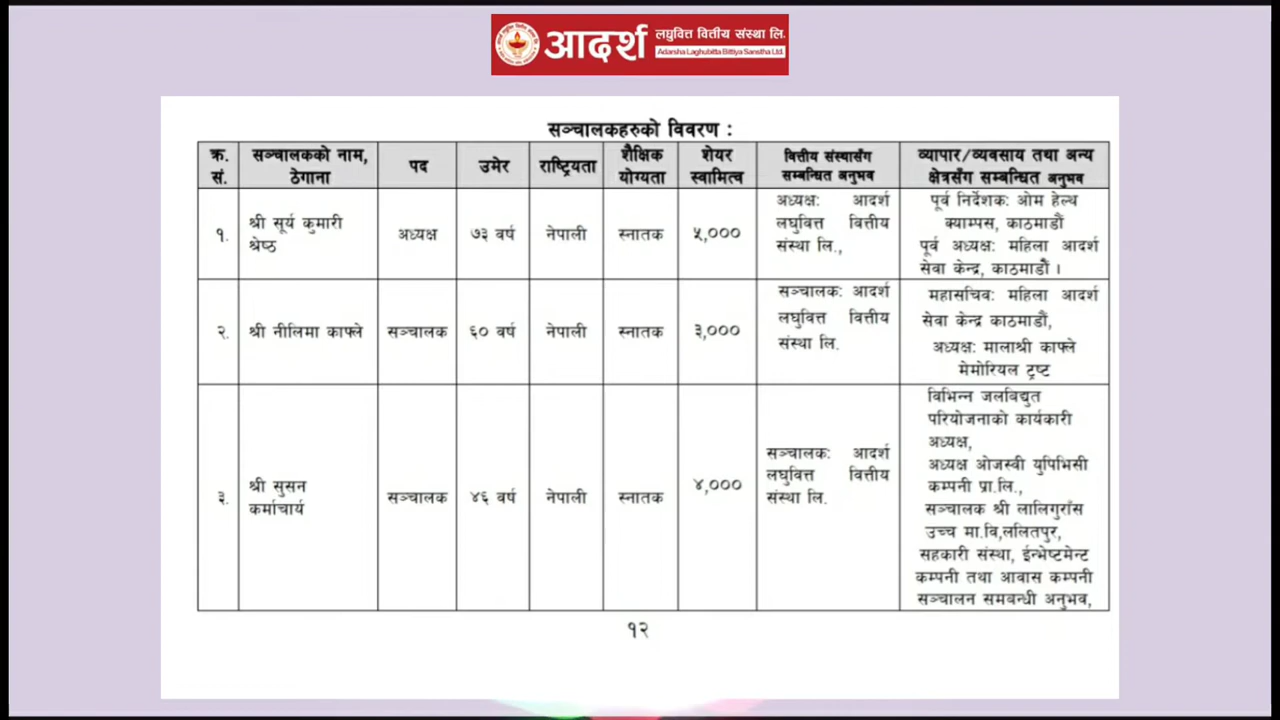 आदर्श लघुवित्त वित्तीय संस्था लि.
Adarsha Laghubitta Bittiya Sanstha Ltd.
सञ्चालकहरुको विवरण :
क्र. सं.
सञ्चालकको नाम, ठेगाना
पद
उमेर
राष्ट्रियता
शैक्षिक योग्यता
शेयर स्वामित्व
वित्तीय संस्थासँग सम्बन्धित अनुभव
व्यापार/व्यवसाय तथा अन्य क्षेत्रसँग सम्बन्धित अनुभव
१.
श्री सूर्य कुमारी
श्रेष्ठ
अध्यक्ष
७३ वर्ष
नेपाली
स्नातक
५,०००
अध्यक्ष: आदर्श
लघुवित्त वित्तीय
संस्था लि.,
पूर्व निर्देशक: ओम हेल्थ
क्याम्पस, काठमाडौं
पूर्व अध्यक्ष: महिला आदर्श
सेवा केन्द्र, काठमाडौं ।
२.
श्री नीलिमा काफ्ले
सञ्चालक
६० वर्ष
नेपाली
स्नातक
३,०००
सञ्चालक: आदर्श
लघुवित्त वित्तीय
संस्था लि.
महासचिव: महिला आदर्श
सेवा केन्द्र काठमाडौं,
अध्यक्ष: मालाश्री काफ्ले
मेमोरियल ट्रष्ट
३.
श्री सुसन
कर्माचार्य
सञ्चालक
४६ वर्ष
नेपाली
स्नातक
४,०००
सञ्चालक: आदर्श
लघुवित्त वित्तीय
संस्था लि.
विभिन्न जलविद्युत
परियोजनाको कार्यकारी
अध्यक्ष,
अध्यक्ष ओजस्वी युपिभिसी
कम्पनी प्रा.लि.,
सञ्चालक श्री लालिगुराँस
उच्च मा.वि,ललितपुर,
सहकारी संस्था, ईन्भेष्टमेन्ट
कम्पनी तथा आवास कम्पनी
सञ्चालन समबन्धी अनुभव,
१२